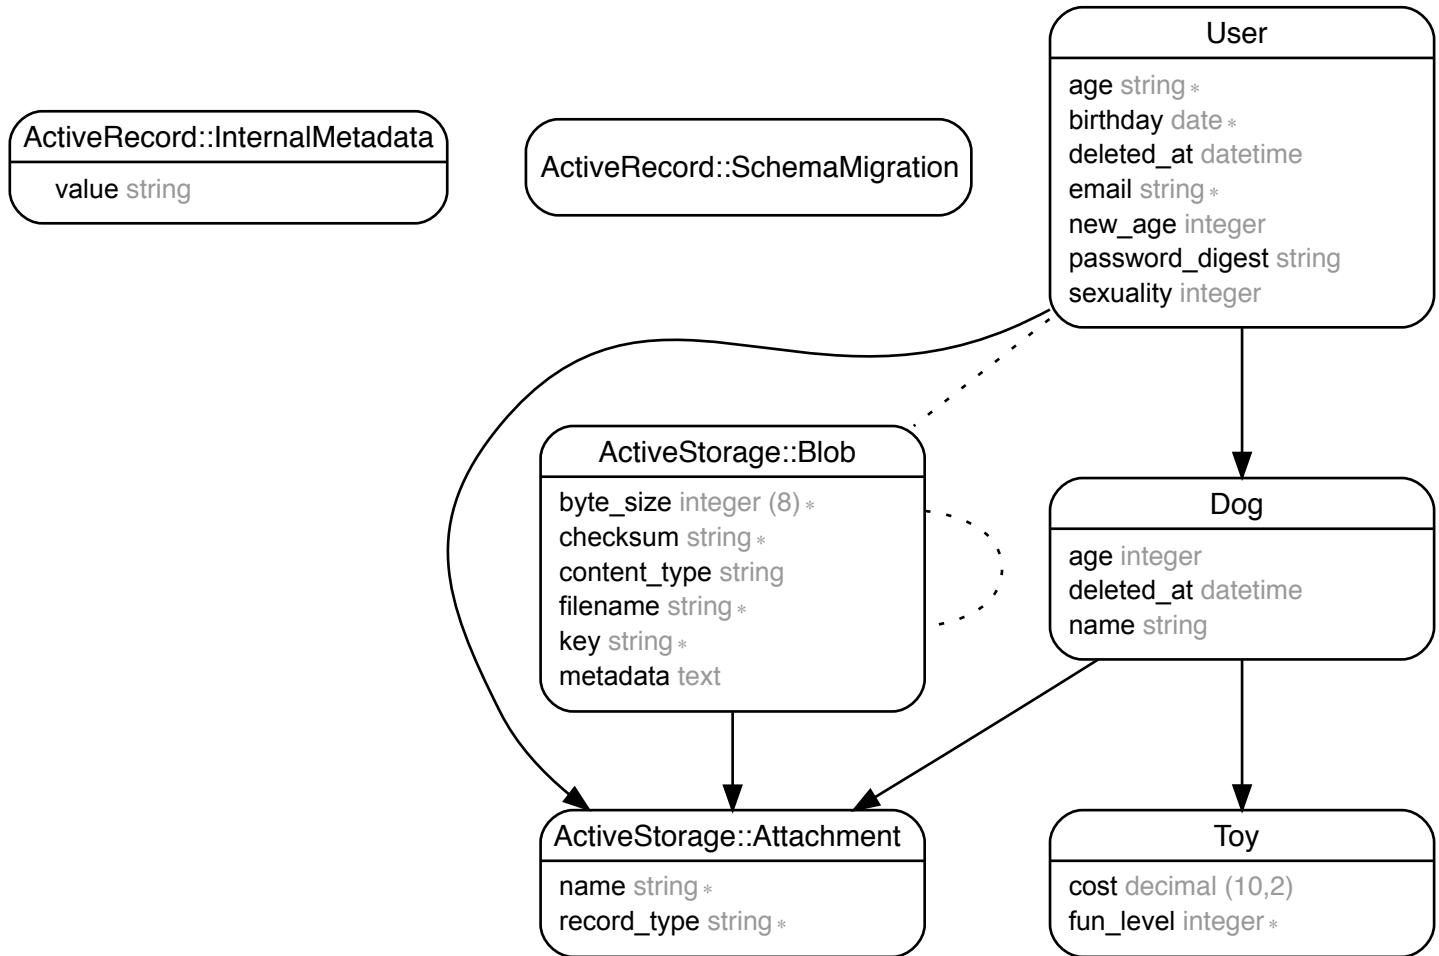 User
age string *
birthday date *
deleted_at datetime
email string *
new_age integer
password_digest string
sexuality integer
ActiveRecord::InternalMetadata
value string
ActiveRecord::SchemaMigration
ActiveStorage::Blob
byte_size integer (8) *
checksum string *
content_type string
filename string *
key string *
metadata text
Dog
age integer
deleted_at datetime
name string
ActiveStorage::Attachment
name string *
record_type string *
Toy
cost decimal (10,2)
fun_level integer *